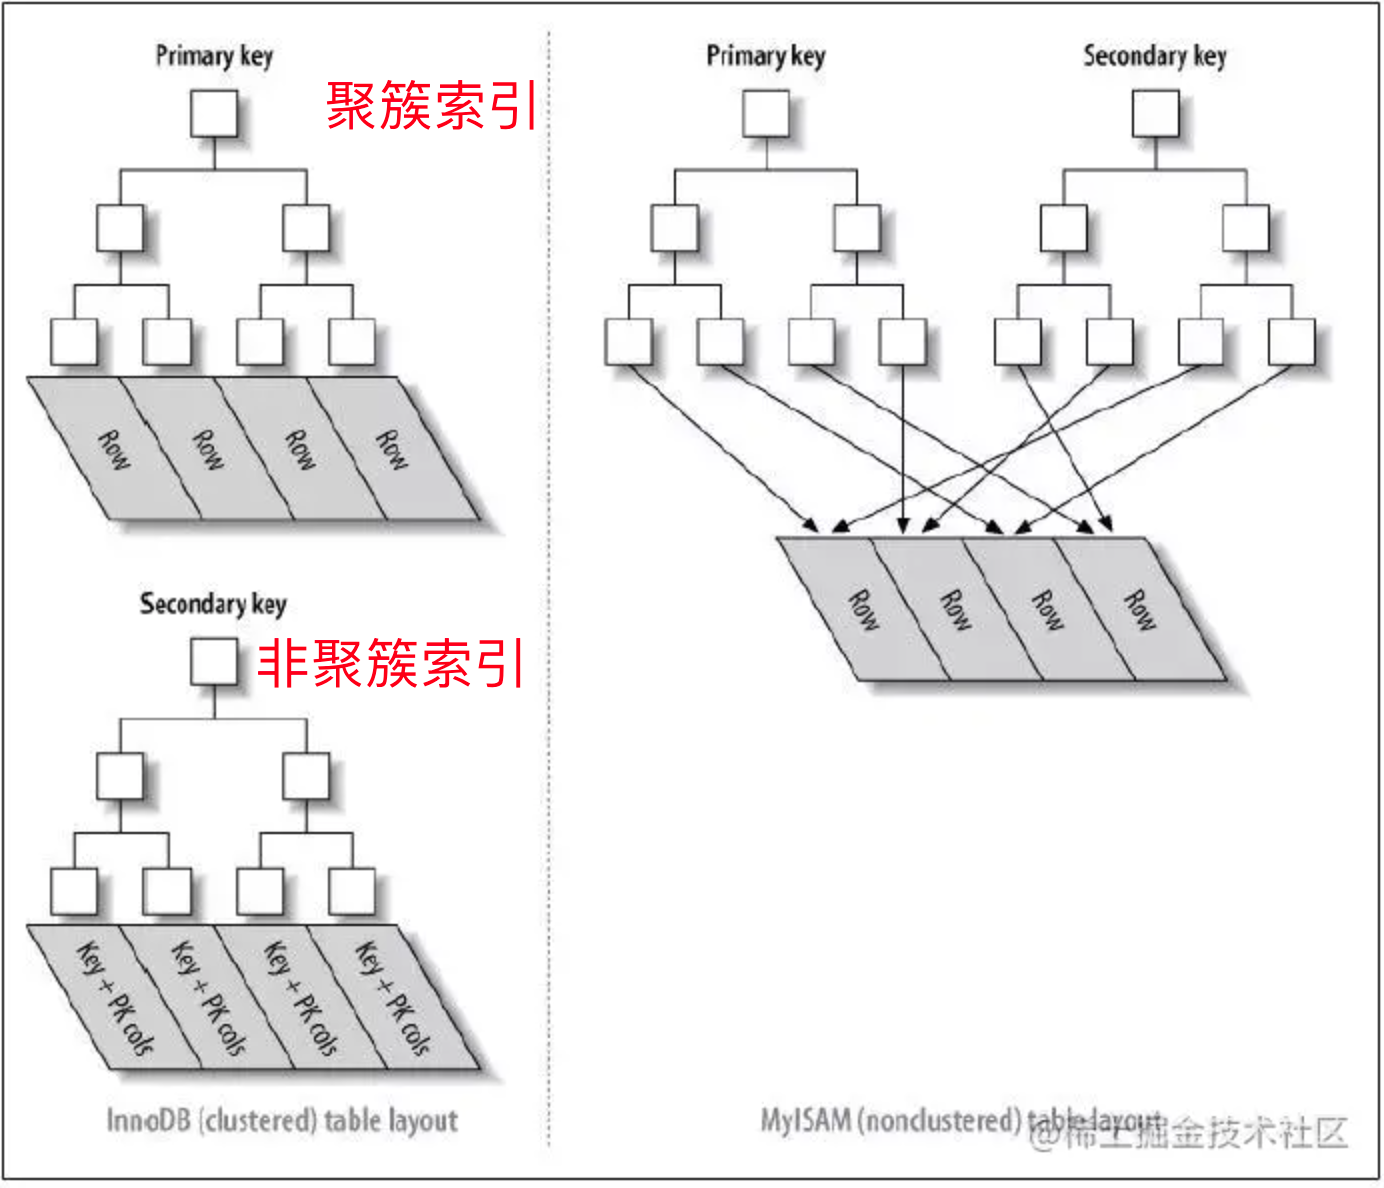 Primary key
聚簇索引
Row
Row
Row
Row
Secondary key
非聚簇索引
Key + PK cols
Key + PK cols
Key + PK cols
Key + PK cols
InnoDB (clustered) table layout
Primary key
Secondary key
Row
Row
Row
Row
MyISAM (nonclustered) table layout
@稀土掘金技术社区